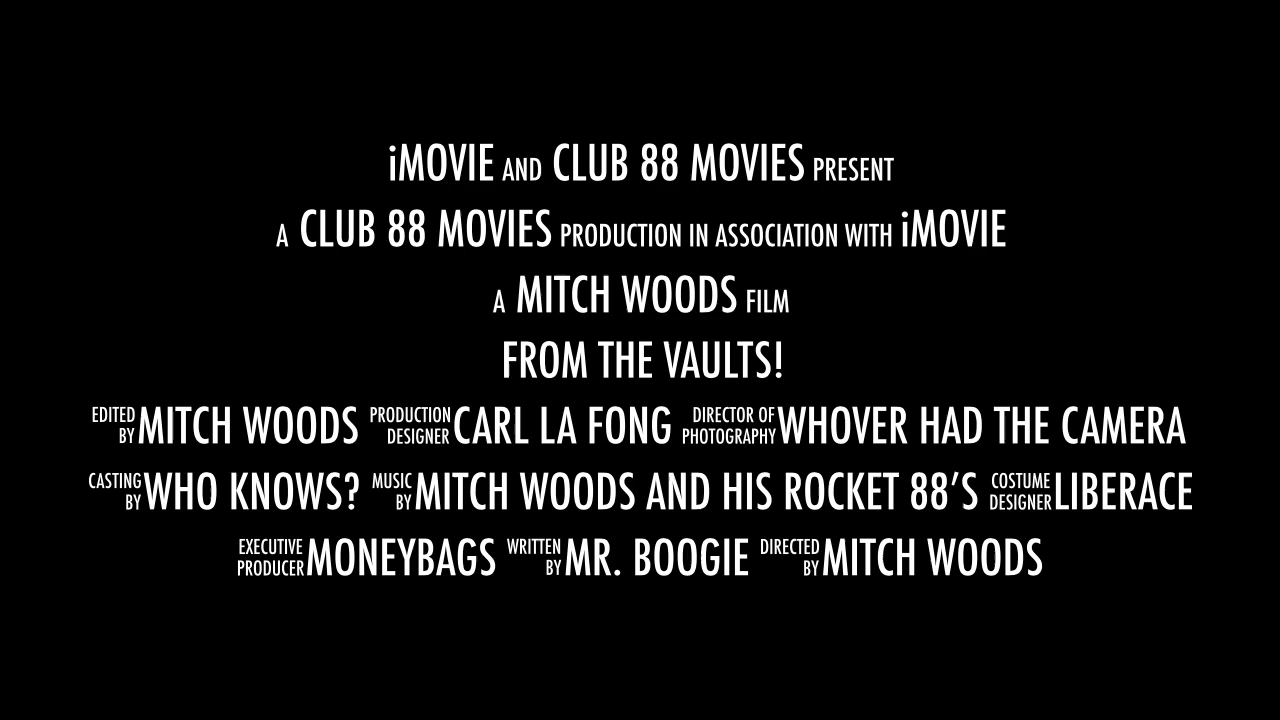 iMOVIE AND CLUB 88 MOVIES PRESENT
A CLUB 88 MOVIES PRODUCTION IN ASSOCIATION WITH iMOVIE
A MITCH WOODS FILM
FROM THE VAULTS!
EDITED BY MITCH WOODS PRODUCTION DESIGNER CARL LA FONG DIRECTOR OF PHOTOGRAPHY WHOVER HAD THE CAMERA
CASTING BY WHO KNOWS? MUSIC BY MITCH WOODS AND HIS ROCKET 88'S COSTUME DESIGNER LIBERACE
EXECUTIVE PRODUCER MONEYBAGS WRITTEN BY MR. BOOGIE DIRECTED BY MITCH WOODS